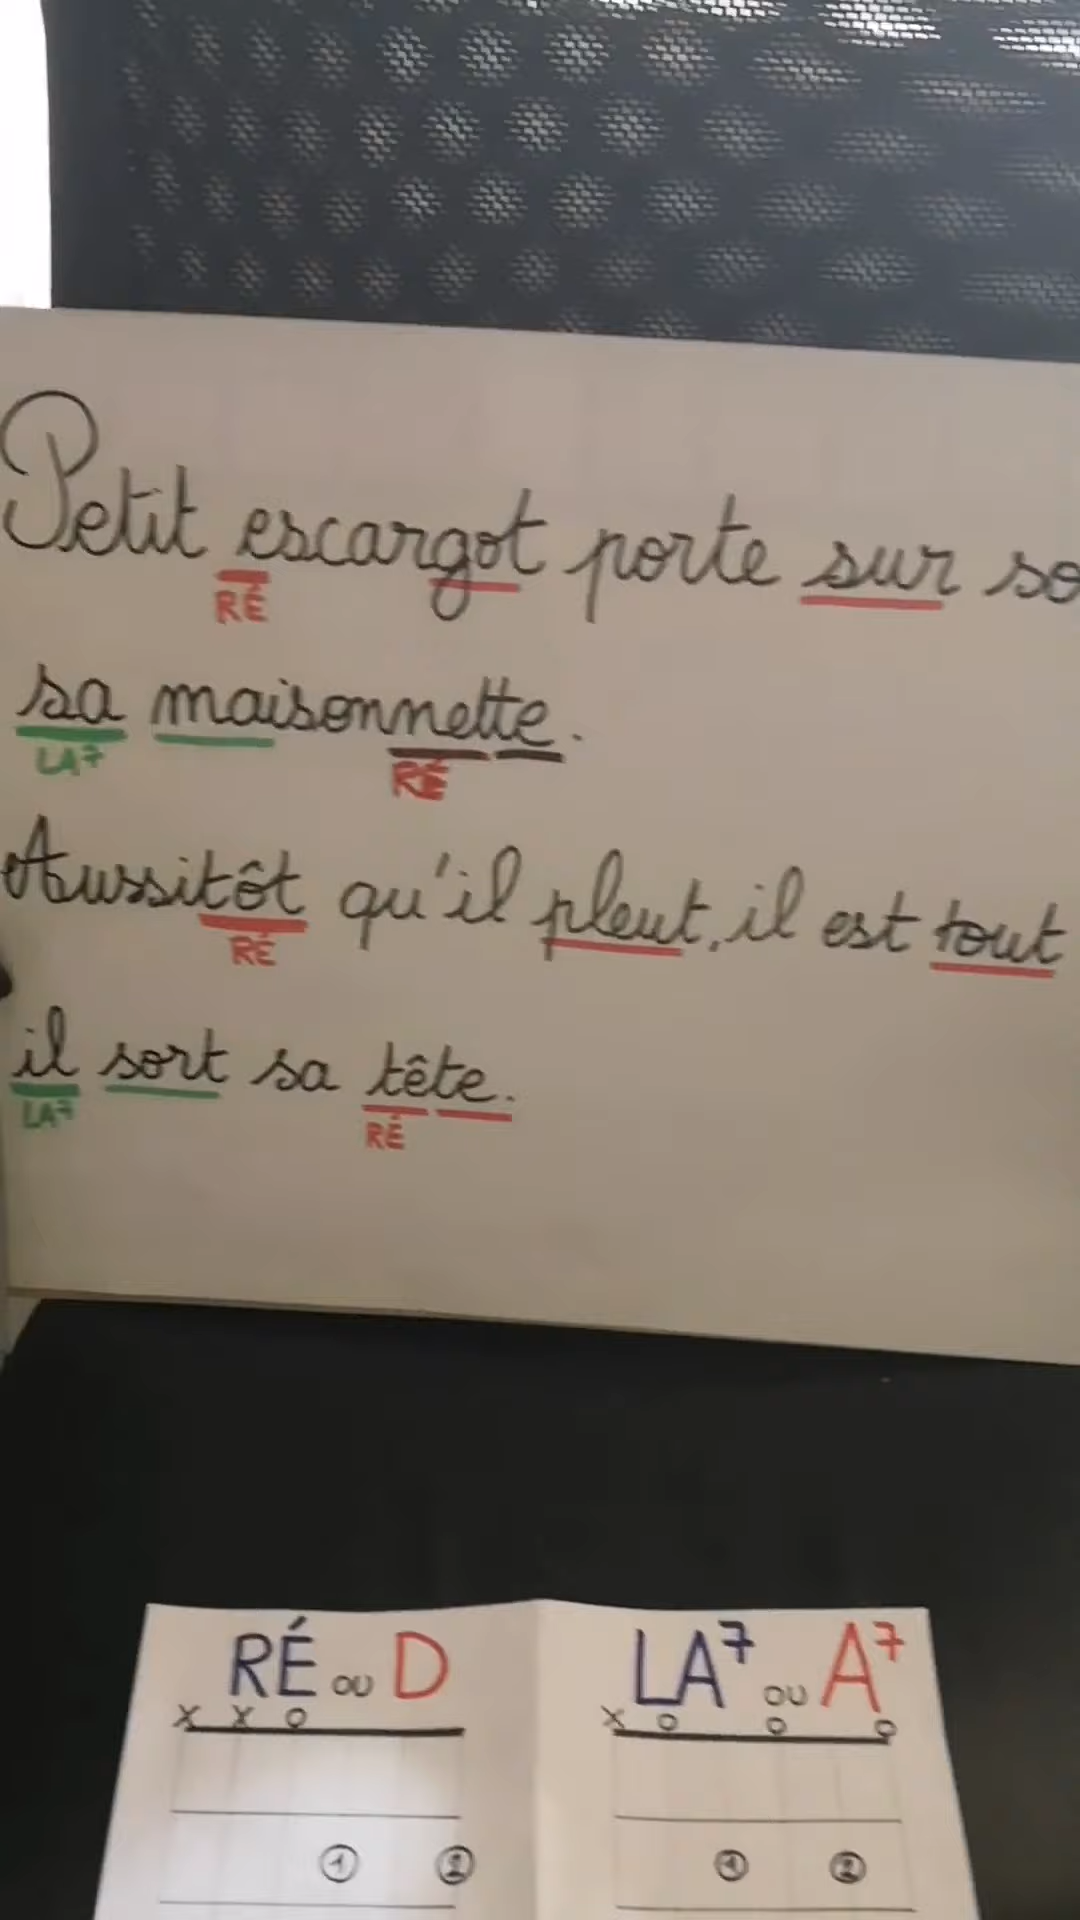 Petit escargot porte sur so
RÉ
sa maisonnette.
LA7 RÉ
Aussitôt qu'il pleut, il est tout
RÉ
il sort sa tête.
LA7 RÉ
RÉ ou D LA7 ou A7
x x o x o o o
1 2 1 2